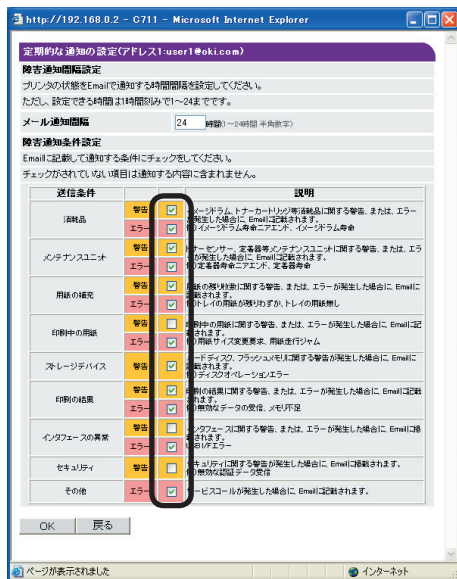 http://192.168.0.2 - C711 - Microsoft Internet Explorer
定期的な通知の設定(アドレス1:user1@oki.com)
障害通知間隔設定
プリンタの状態をEmailで通知する時間間隔を設定してください。
ただし、設定できる時間は1時間刻みで1～24までです。
メール通知間隔 24 時間(1～24時間 半角数字)
障害通知条件設定
Emailに記載して通知する条件にチェックをしてください。
チェックがされていない項目は通知する内容に含まれません。
送信条件 説明
消耗品 警告 エラー
イメージドラム、トナーカートリッジ等消耗品に関する警告、または、エラー
が発生した場合に、Emailに記載されます。
例)イメージドラム寿命ニアエンド、イメージドラム寿命
メンテナンスユニット 警告 エラー
トナーセンサー、定着器等メンテナンスユニットに関する警告、または、エラ
ーが発生した場合に、Emailに記載されます。
例)定着器寿命ニアエンド、定着器寿命
用紙の補充 警告 エラー
用紙の残り枚数に関する警告、または、エラーが発生した場合に、Emailに
記載されます。
例)トレイの用紙が残りわずか、トレイの用紙無し
印刷中の用紙 警告 エラー
印刷中の用紙に関する警告、または、エラーが発生した場合に、Emailに記
載されます。
例)用紙サイズ変更要求、用紙走行ジャム
ストレージデバイス 警告
ハードディスク、フラッシュメモリに関する警告が発生した場合に、Emailに
記載されます。
例)ディスクオペレーションエラー
印刷の結果 警告 エラー
印刷の結果に関する警告、または、エラーが発生した場合に、Emailに記載
されます。
例)無効なデータの受信、メモリ不足
インタフェースの異常 警告 エラー
インタフェースに関する警告、または、エラーが発生した場合に、Emailに掲
載されます。
例)USB I/Fエラー
セキュリティ 警告
セキュリティに関する警告が発生した場合に、Emailに掲載されます。
例)無効な認証データ受信
その他 エラー
サービスコールが発生した場合に、Emailに記載されます。
OK 戻る
ページが表示されました インターネット